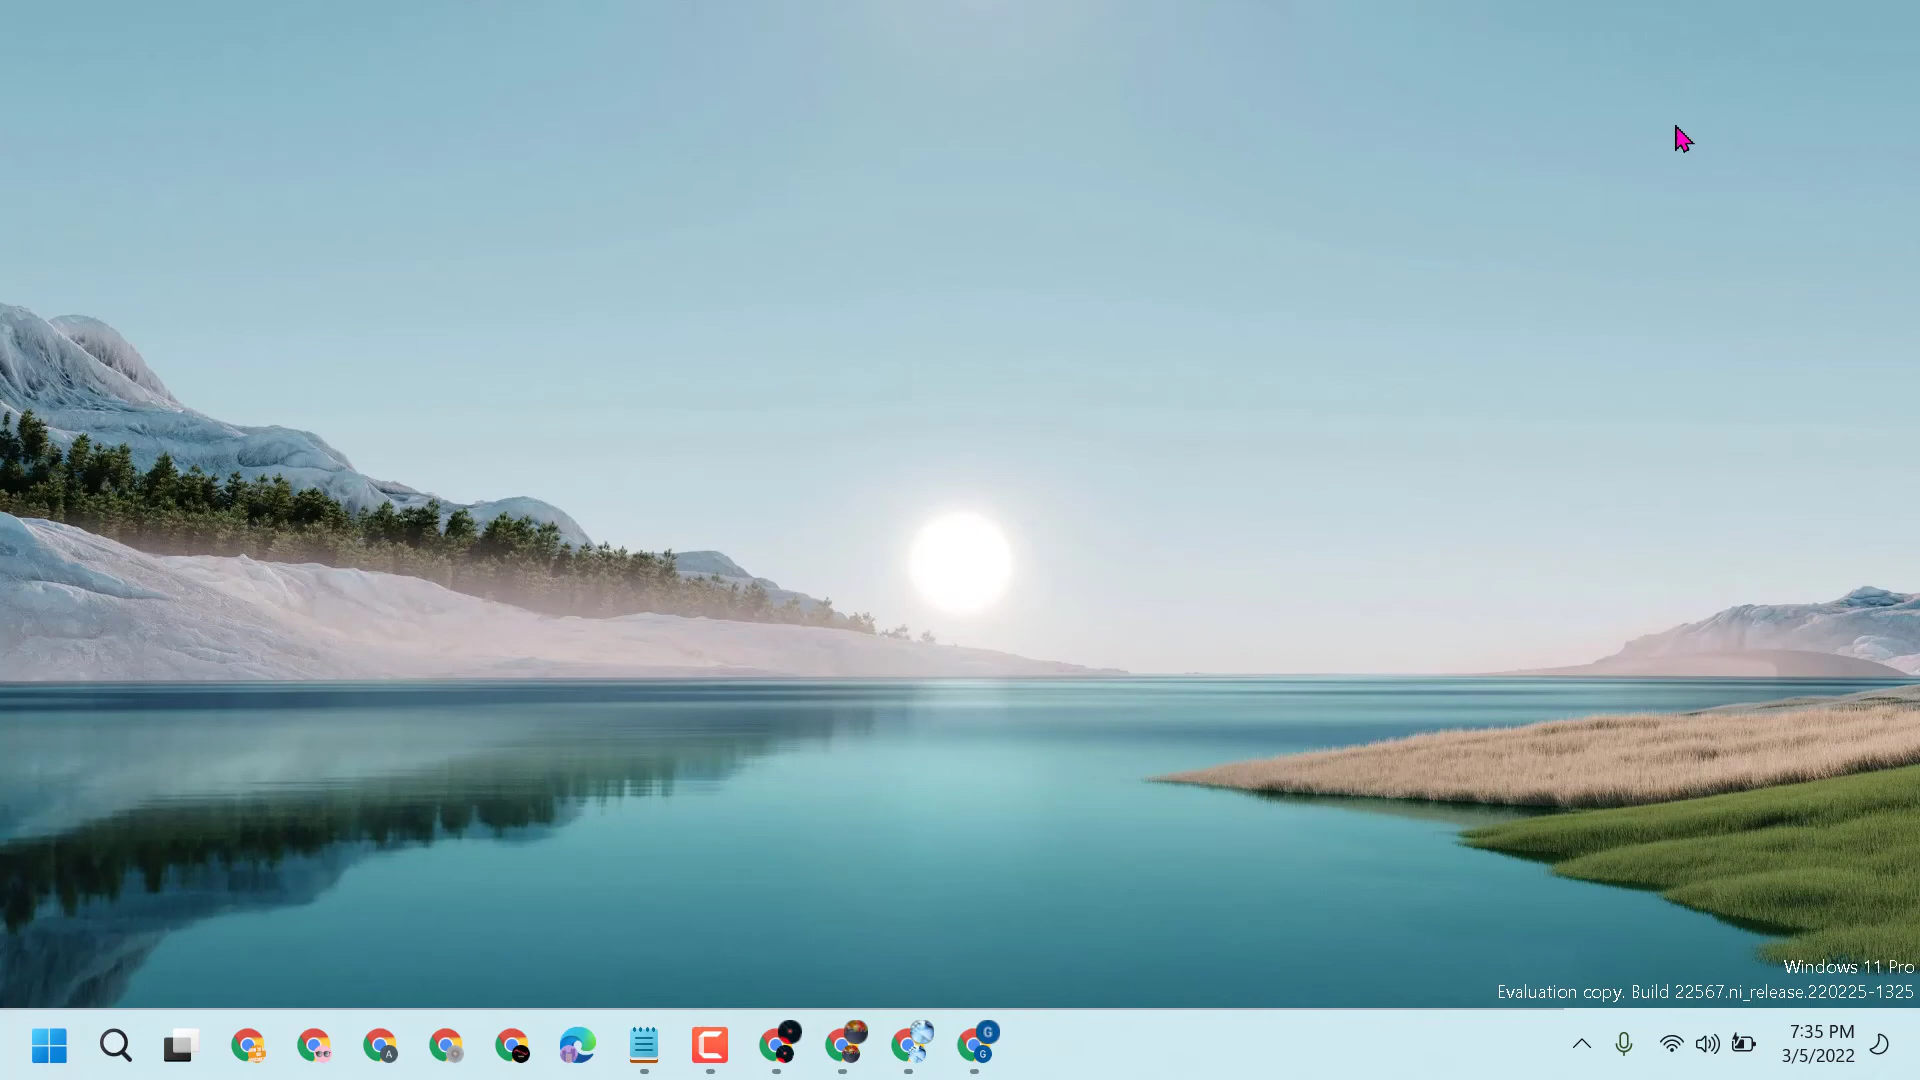 Windows 11 Pro
Evaluation copy. Build 22567.ni_release.220225-1325
A
G
G
7:35 PM
3/5/2022